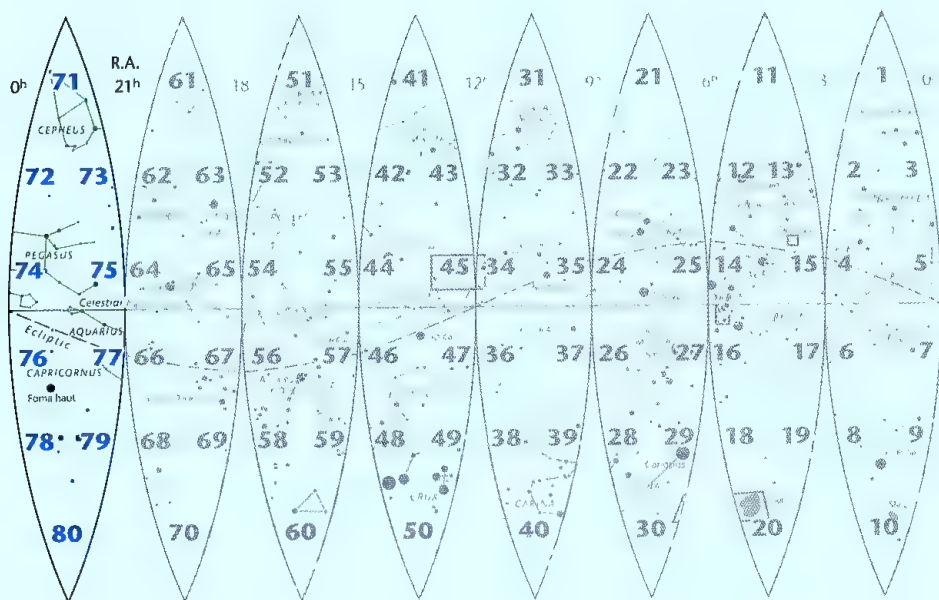 R.A.
0ʰ 71 21ʰ 61 18 51 15 41 12ʰ 31 9ʰ 21 6ʰ 11 3 1 0
CEPHEUS
72 73 62 63 52 53 42 43 32 33 22 23 12 13 2 3
PEGASUS
74 75 64 65 54 55 44 45 34 35 24 25 14 15 4 5
Celestial
Ecliptic AQUARIUS
76 77 66 67 56 57 46 47 36 37 26 27 16 17 6 7
CAPRICORNUS
Fomalhaut
78 79 68 69 58 59 48 49 38 39 28 29 18 19 8 9
80 70 60 50 40 30 20 10